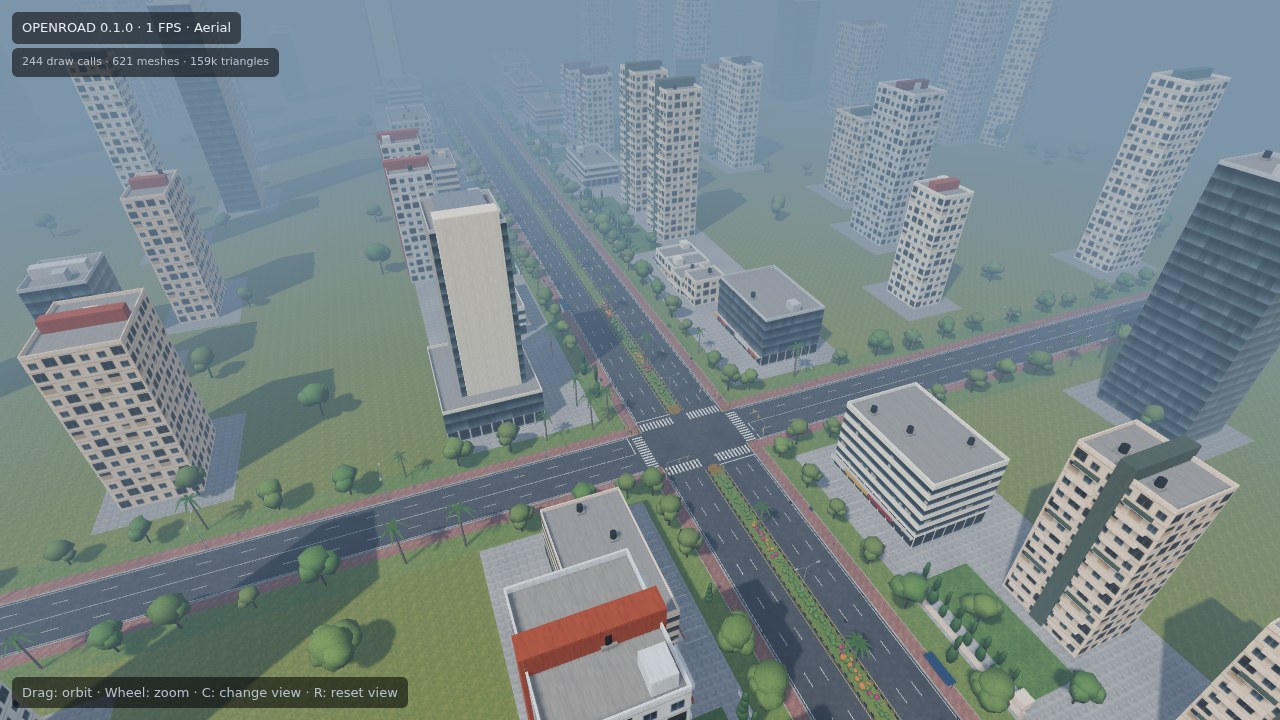 OPENROAD 0.1.0 · 1 FPS · Aerial
244 draw calls · 621 meshes · 159k triangles
Drag: orbit · Wheel: zoom · C: change view · R: reset view